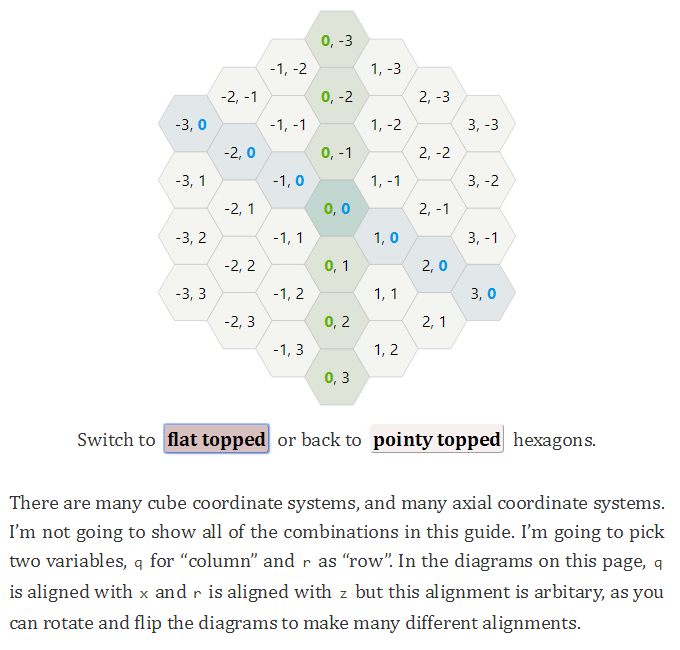 0, -3
-1, -2 1, -3
-2, -1 0, -2 2, -3
-3, 0 -1, -1 1, -2 3, -3
-2, 0 0, -1 2, -2
-3, 1 -1, 0 1, -1 3, -2
-2, 1 0, 0 2, -1
-3, 2 -1, 1 1, 0 3, -1
-2, 2 0, 1 2, 0
-3, 3 -1, 2 1, 1 3, 0
-2, 3 0, 2 2, 1
-1, 3 1, 2
0, 3
Switch to flat topped or back to pointy topped hexagons.
There are many cube coordinate systems, and many axial coordinate systems.
I’m not going to show all of the combinations in this guide. I’m going to pick
two variables, q for “column” and r as “row”. In the diagrams on this page, q
is aligned with x and r is aligned with z but this alignment is arbitary, as you
can rotate and flip the diagrams to make many different alignments.